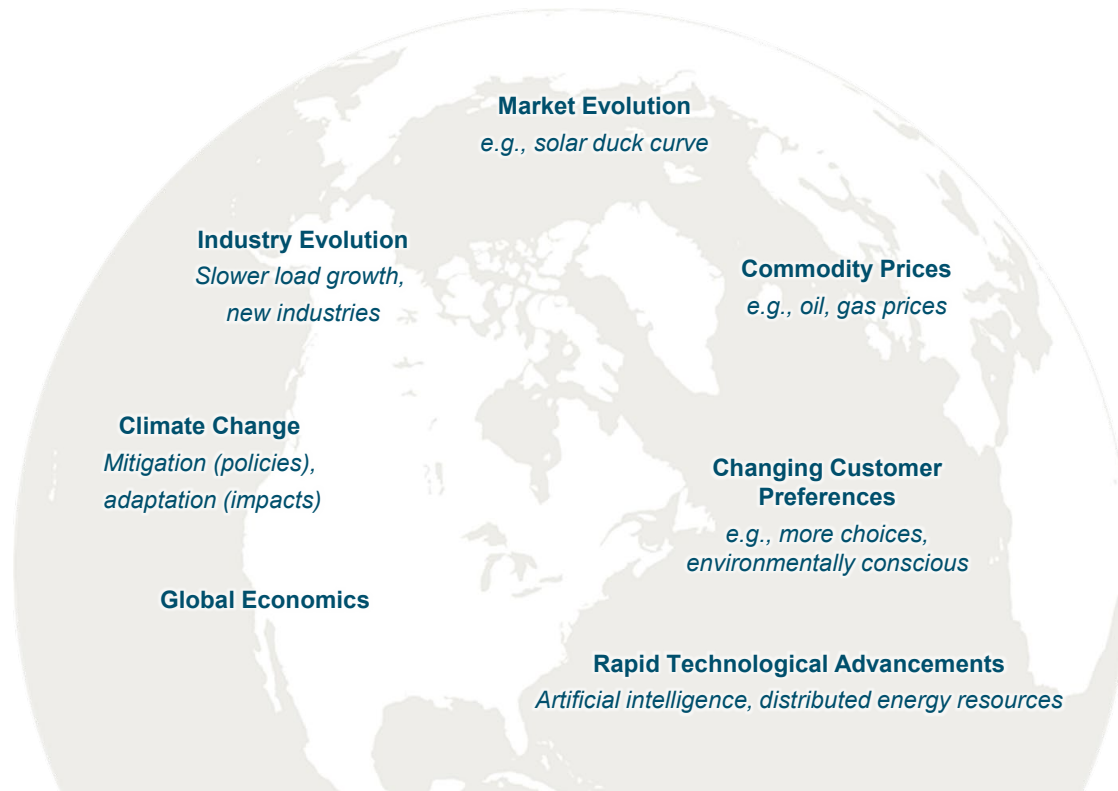 Market Evolution
e.g., solar duck curve
Industry Evolution
Slower load growth,
new industries
Commodity Prices
e.g., oil, gas prices
Climate Change
Mitigation (policies),
adaptation (impacts)
Changing Customer
Preferences
e.g., more choices,
environmentally conscious
Global Economics
Rapid Technological Advancements
Artificial intelligence, distributed energy resources